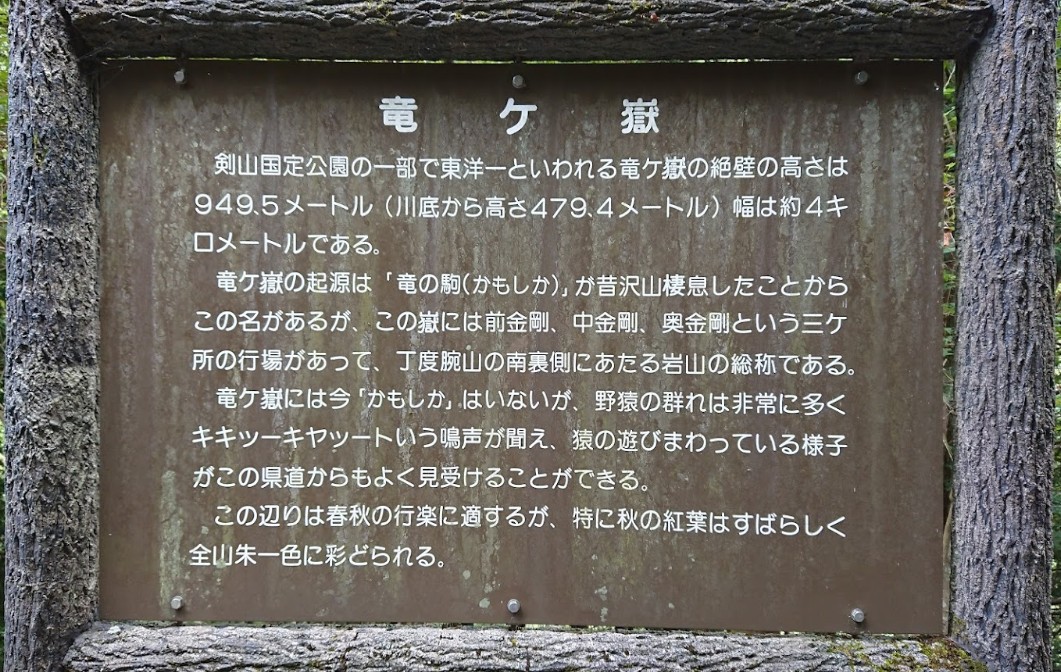 竜ケ嶽
剣山国定公園の一部で東洋一といわれる竜ケ嶽の絶壁の高さは
949.5メートル（川底から高さ479.4メートル）幅は約4キ
ロメートルである。
竜ケ嶽の起源は「竜の駒(かもしか)」が昔沢山棲息したことから
この名があるが、この嶽には前金剛、中金剛、奥金剛という三ケ
所の行場があって、丁度腕山の南裏側にあたる岩山の総称である。
竜ケ嶽には今「かもしか」はいないが、野猿の群れは非常に多く
キキツーキヤツートいう鳴声が聞え、猿の遊びまわっている様子
がこの県道からもよく見受けることができる。
この辺りは春秋の行楽に適するが、特に秋の紅葉はすばらしく
全山朱一色に彩どられる。